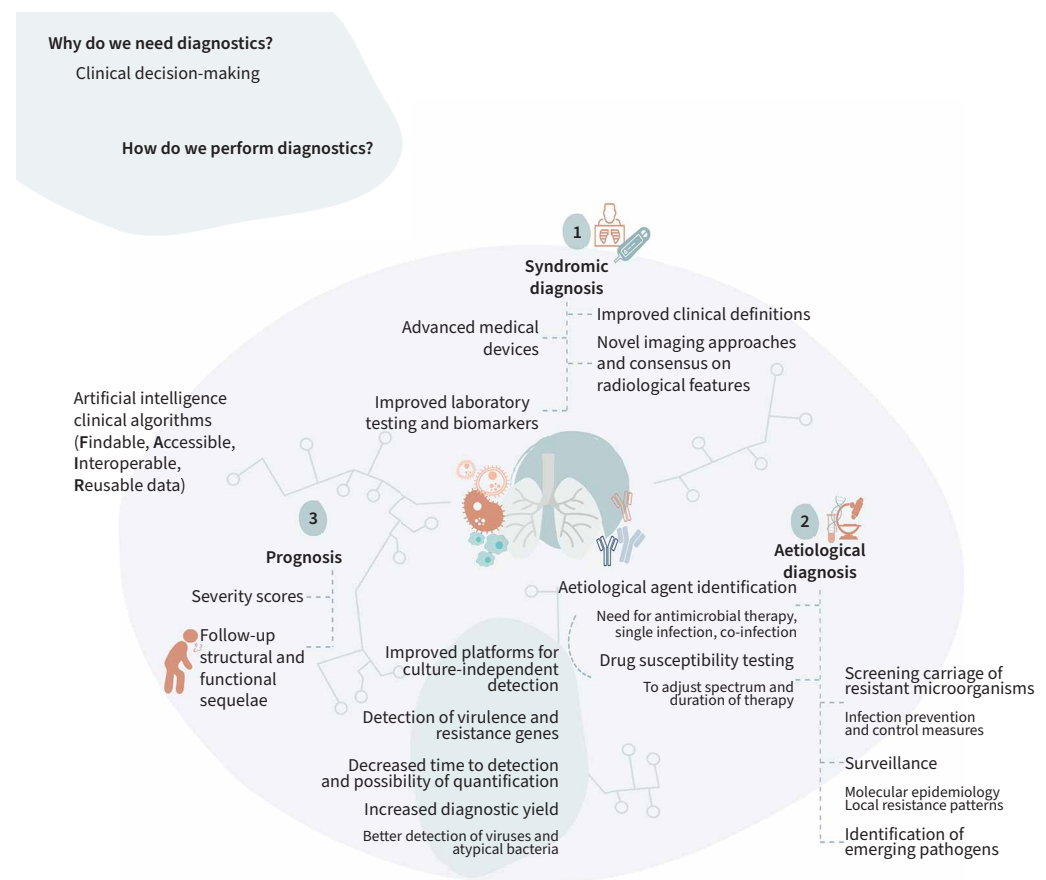 Why do we need diagnostics?
Clinical decision-making
How do we perform diagnostics?
1
Syndromic
diagnosis
Advanced medical
devices
Improved laboratory
testing and biomarkers
Improved clinical definitions
Novel imaging approaches
and consensus on
radiological features
Artificial intelligence
clinical algorithms
(Findable, Accessible,
Interoperable,
Reusable data)
3
Prognosis
Severity scores
Follow-up
structural and
functional
sequelae
2
Aetiological
diagnosis
Aetiological agent identification
Need for antimicrobial therapy,
single infection, co-infection
Drug susceptibility testing
To adjust spectrum and
duration of therapy
Improved platforms for
culture-independent
detection
Detection of virulence and
resistance genes
Decreased time to detection
and possibility of quantification
Increased diagnostic yield
Better detection of viruses and
atypical bacteria
Screening carriage of
resistant microorganisms
Infection prevention
and control measures
Surveillance
Molecular epidemiology
Local resistance patterns
Identification of
emerging pathogens